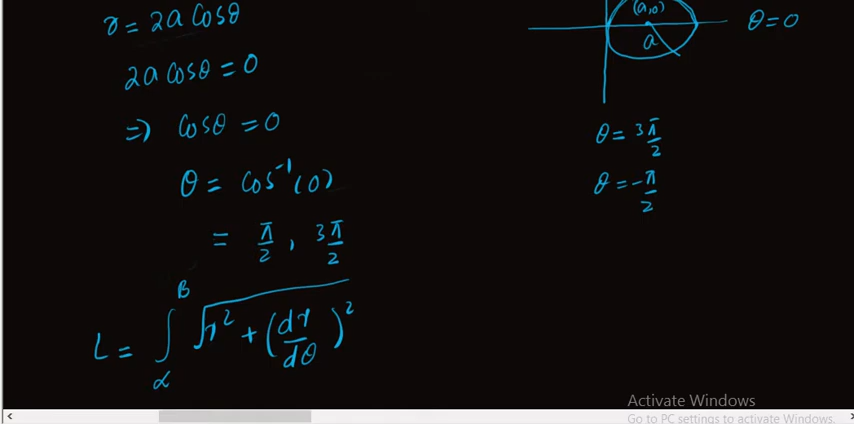 r = 2a Cosθ
2a Cosθ = 0
⇒ Cosθ = 0
θ = Cos⁻¹(0)
= π/2, 3π/2
L = ∫_α^B √(r² + (dr/dθ)²)
(a,0)
a
θ = 0
θ = 3π/2
θ = -π/2
Activate Windows
Go to PC settings to activate Windows.